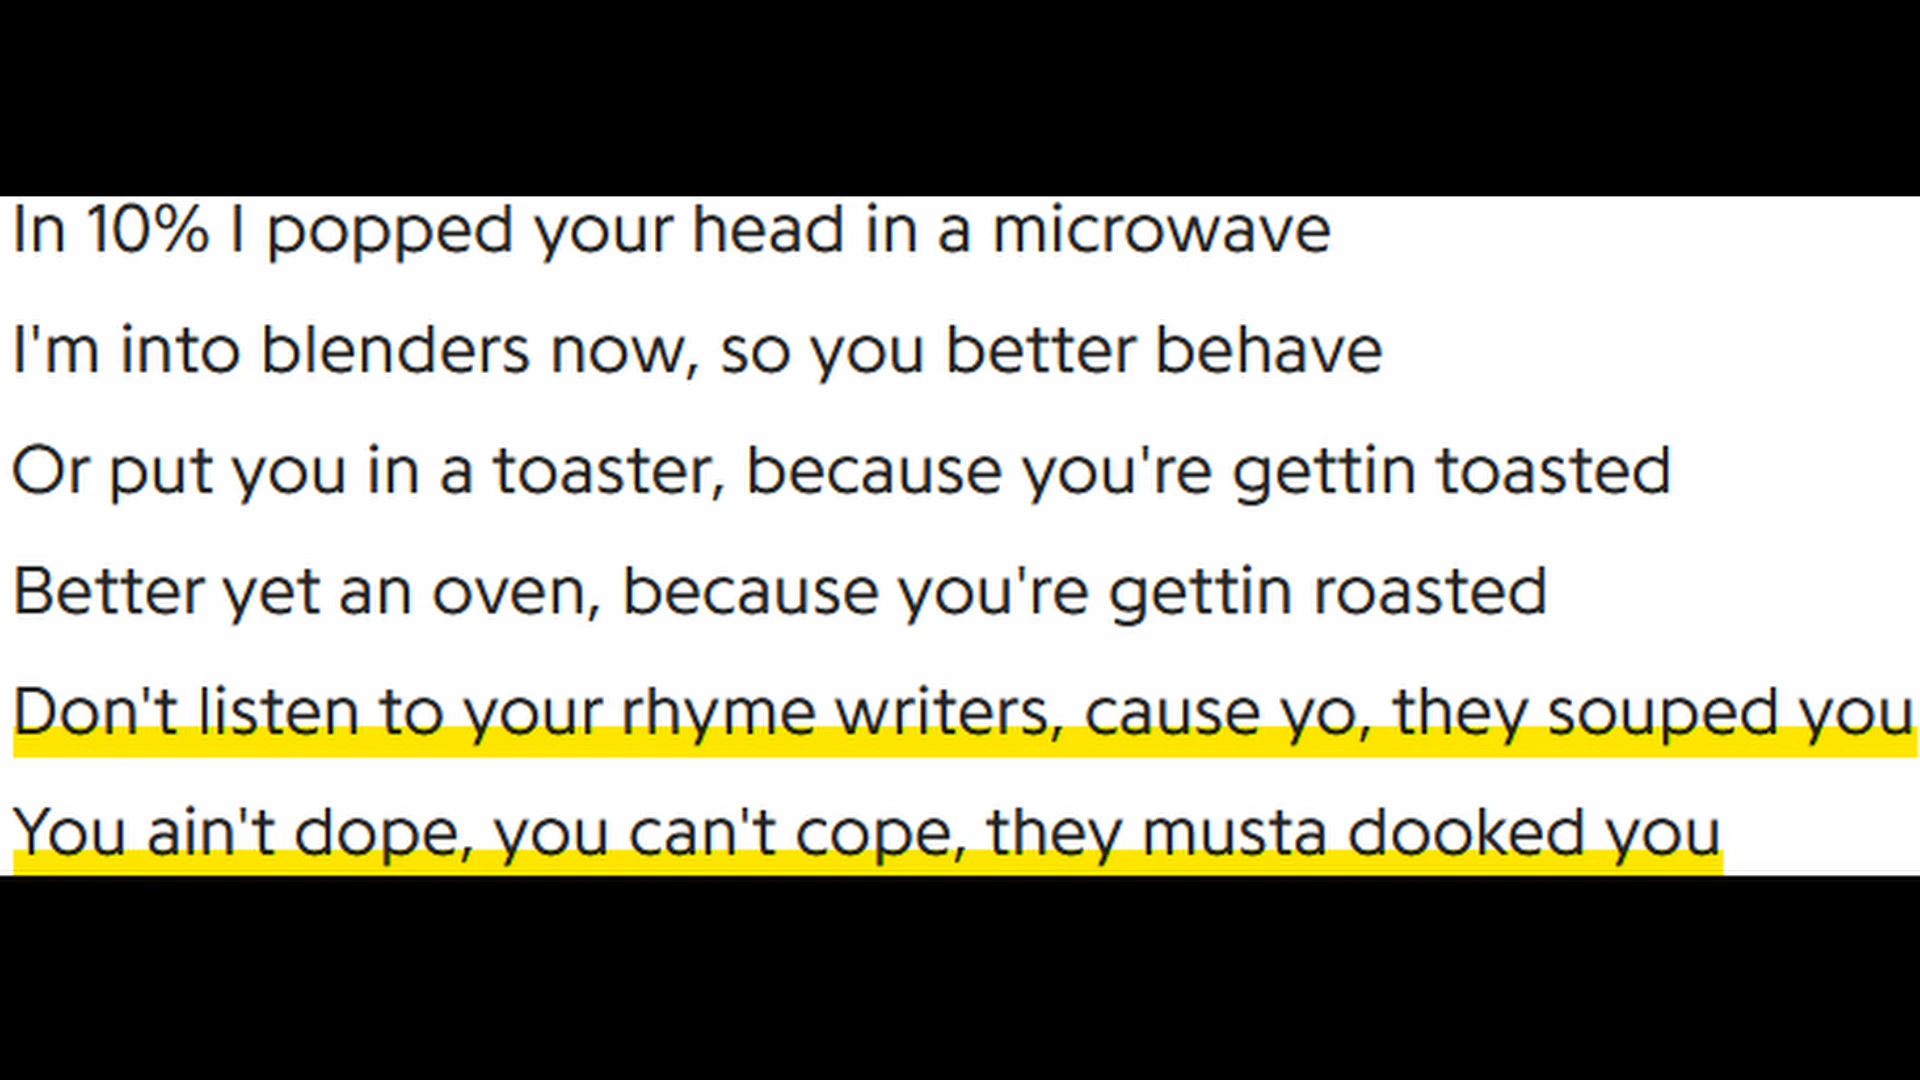 In 10% I popped your head in a microwave
I'm into blenders now, so you better behave
Or put you in a toaster, because you're gettin toasted
Better yet an oven, because you're gettin roasted
Don't listen to your rhyme writers, cause yo, they souped you
You ain't dope, you can't cope, they musta dooked you